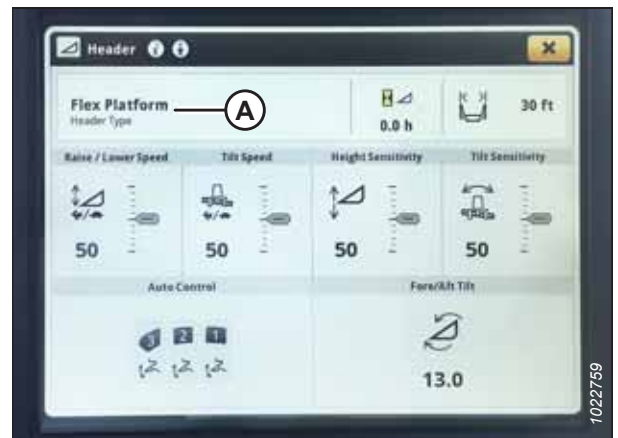 Header
Flex Platform
Header Type
A
0.0 h
30 ft
Raise / Lower Speed
Tilt Speed
Height Sensitivity
Tilt Sensitivity
50
50
50
50
Auto Control
Fore/Aft Tilt
3 2 1
13.0
1022759